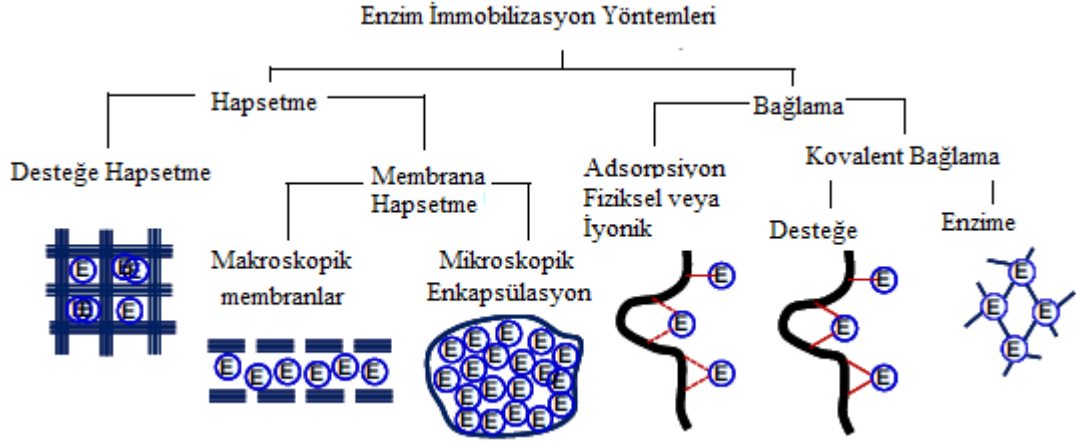 Enzim İmmobilizasyon Yöntemleri
Hapsetme
Bağlama
Desteğe Hapsetme
Membrana
Hapsetme
Adsorpsiyon
Fiziksel veya
İyonik
Kovalent Bağlama
Makroskopik
membranlar
Mikroskopik
Enkapsülasyon
Desteğe
Enzime
E E E E E
E E E E E E
E E E E E E E E E E E E E E E E E E E
E E E
E E E
E E E E